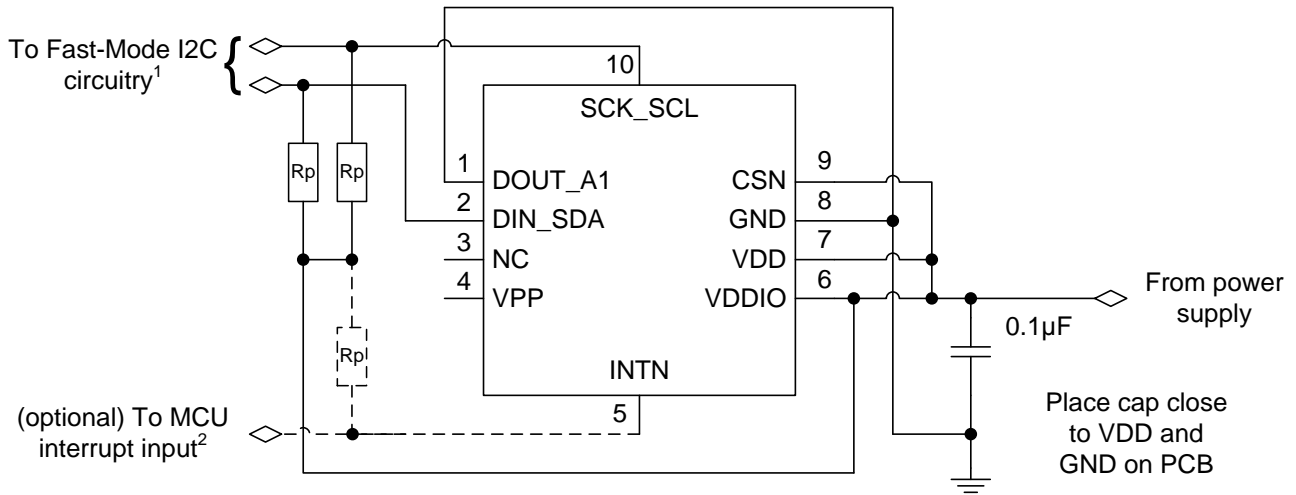 To Fast-Mode I2C
circuitry1
{
10
SCK_SCL
Rp
Rp
1
DOUT_A1
2
DIN_SDA
3
NC
4
VPP
9
CSN
8
GND
7
VDD
6
VDDIO
From power
supply
0.1µF
Rp
INTN
5
(optional) To MCU
interrupt input2
Place cap close
to VDD and
GND on PCB